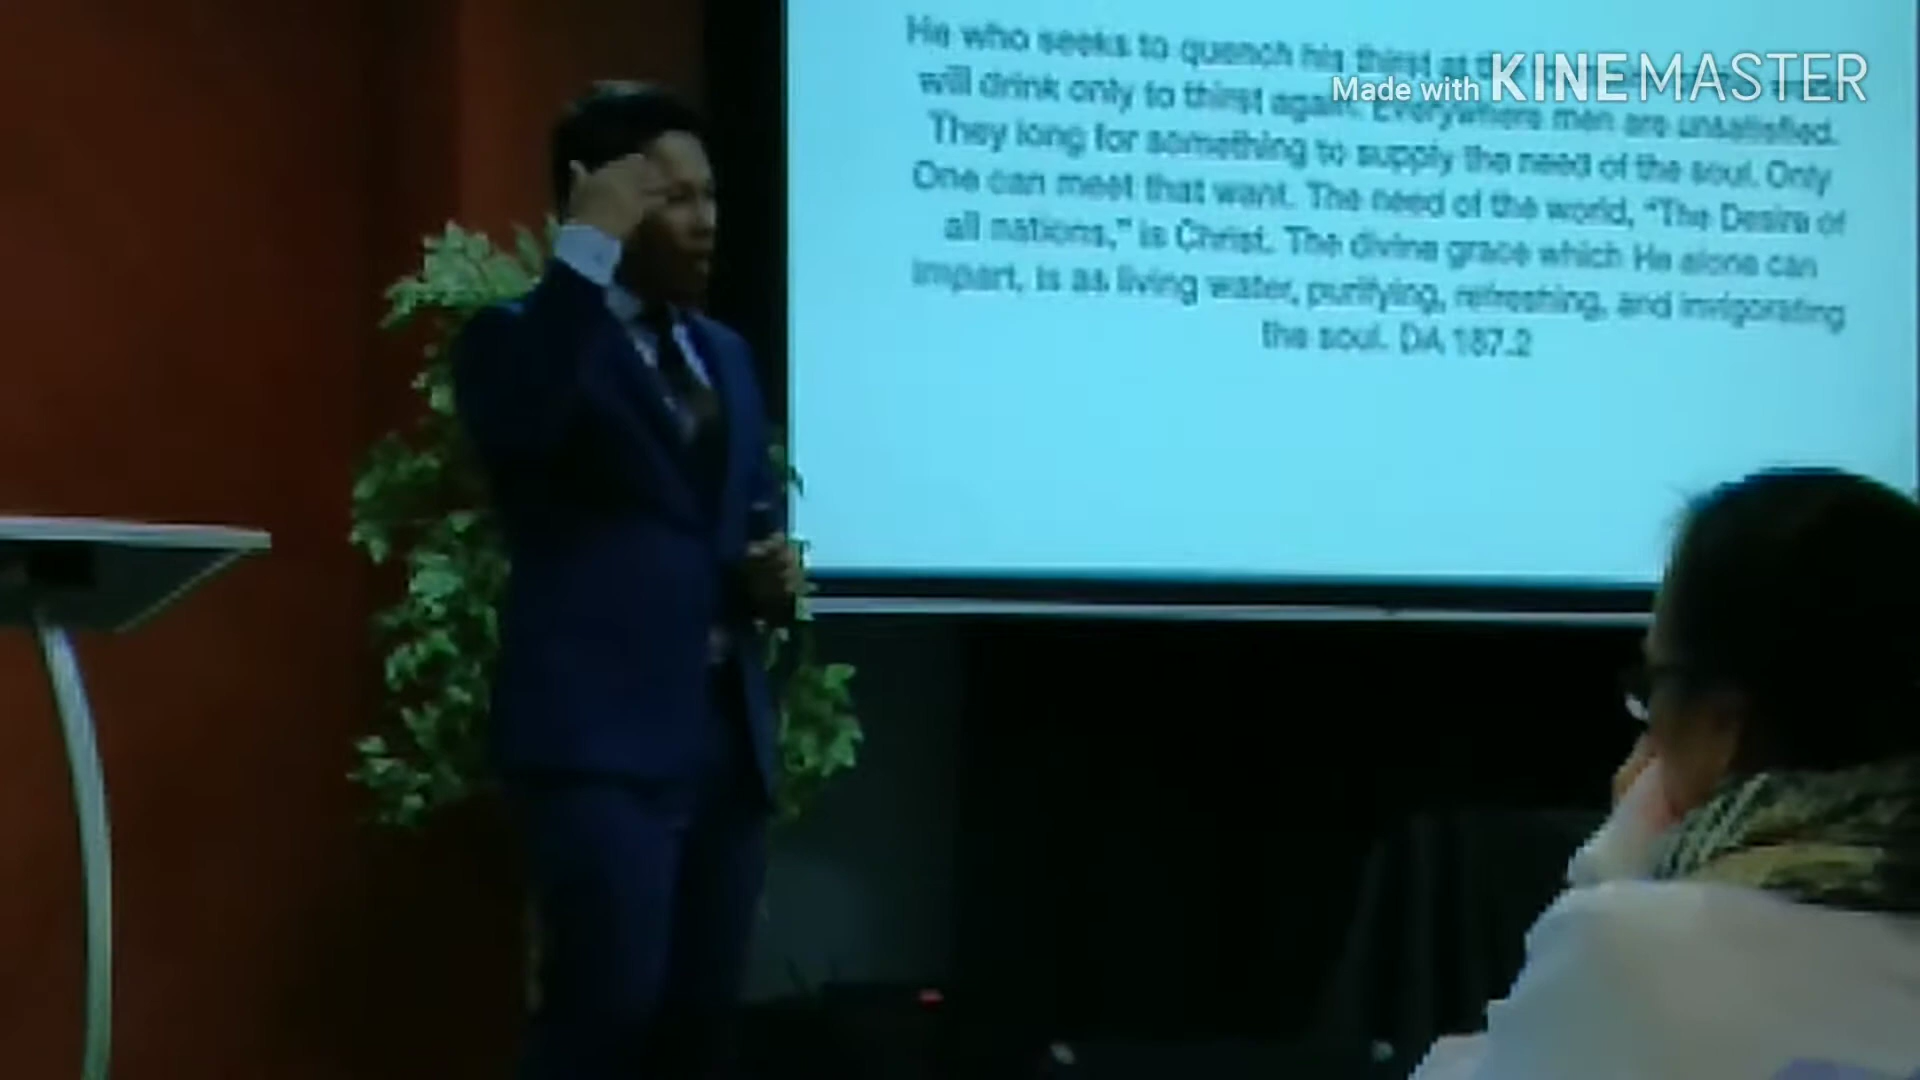 He who seeks to quench his thirst at
will drink only to thirst again. Everywhere men are unsatisfied.
They long for something to supply the need of the soul. Only
One can meet that want. The need of the world, "The Desire of
all nations," is Christ. The divine grace which He alone can
impart, is as living water, purifying, refreshing, and invigorating
the soul. DA 187.2
Made with KINEMASTER